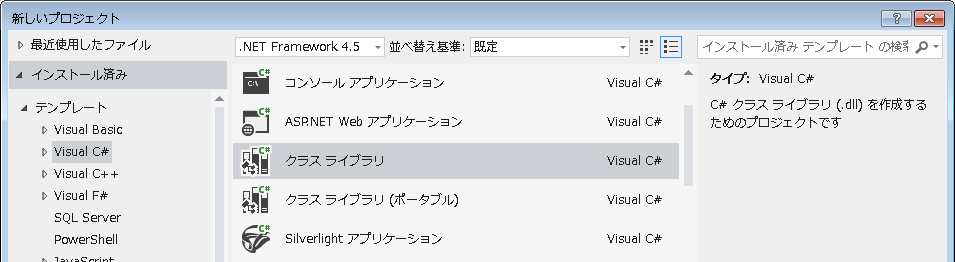 新しいプロジェクト
最近使用したファイル
.NET Framework 4.5
並べ替え基準:
既定
インストール済み テンプレート の検索
インストール済み
テンプレート
Visual Basic
Visual C#
Visual C++
Visual F#
SQL Server
PowerShell
JavaScript
C#
C:\
コンソール アプリケーション
Visual C#
C#
ASP.NET Web アプリケーション
Visual C#
C#
クラス ライブラリ
Visual C#
C#
クラス ライブラリ (ポータブル)
Visual C#
C#
Silverlight アプリケーション
Visual C#
タイプ: Visual C#
C# クラス ライブラリ (.dll) を作成する
ためのプロジェクトです